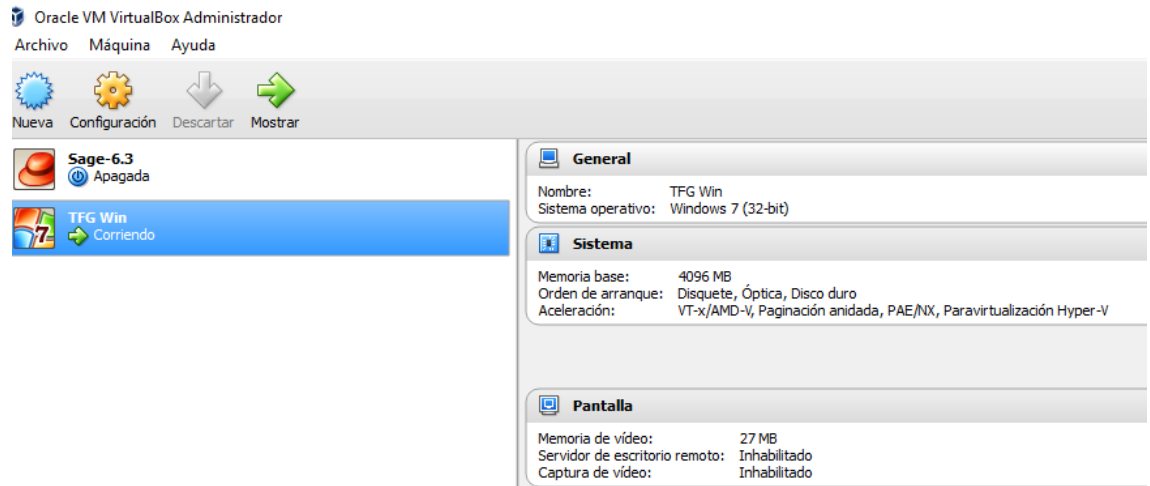 Oracle VM VirtualBox Administrador
Archivo Máquina Ayuda
Nueva Configuración Descartar Mostrar
Sage-6.3
Apagada
TFG Win
Corriendo
General
Nombre: TFG Win
Sistema operativo: Windows 7 (32-bit)
Sistema
Memoria base: 4096 MB
Orden de arranque: Disquete, Óptica, Disco duro
Aceleración: VT-x/AMD-V, Paginación anidada, PAE/NX, Paravirtualización Hyper-V
Pantalla
Memoria de vídeo: 27 MB
Servidor de escritorio remoto: Inhabilitado
Captura de vídeo: Inhabilitado